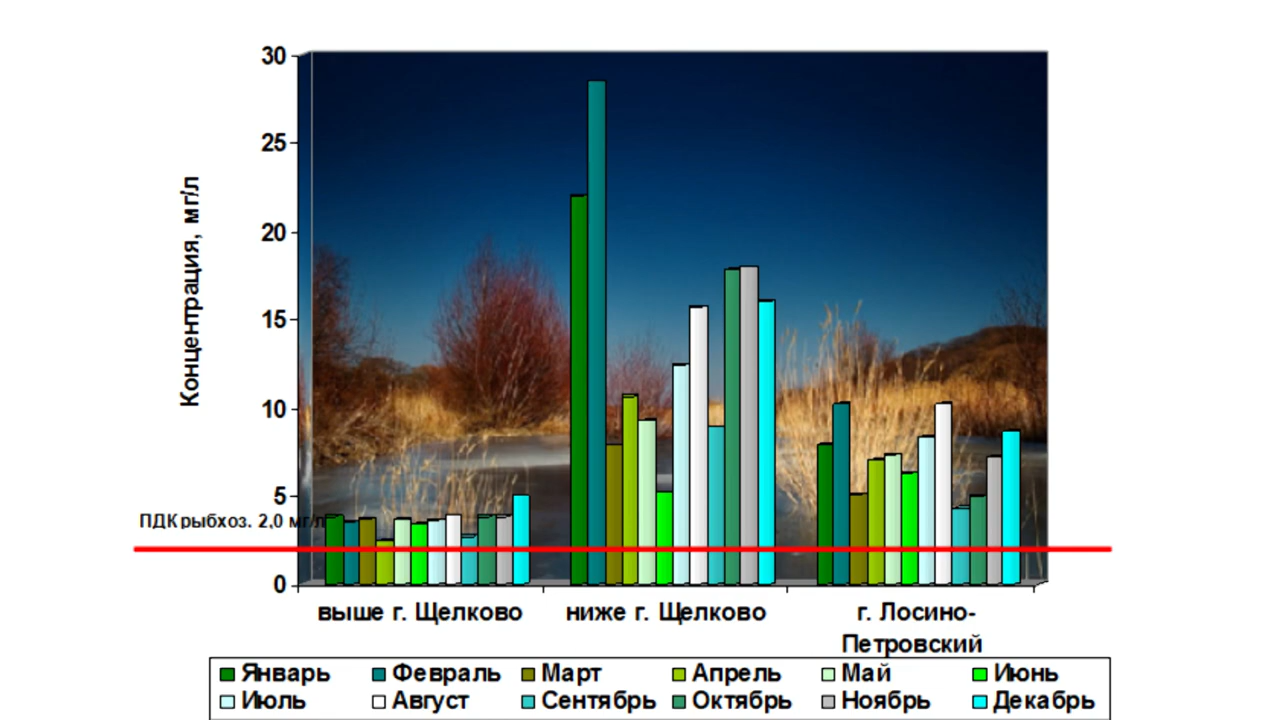 30
25
20
15
10
5
0
Концентрация, мг/л
ПДК рыбхоз. 2,0 мг/л
выше г. Щелково
ниже г. Щелково
г. Лосино-
Петровский
Январь Февраль Март Апрель Май Июнь
Июль Август Сентябрь Октябрь Ноябрь Декабрь